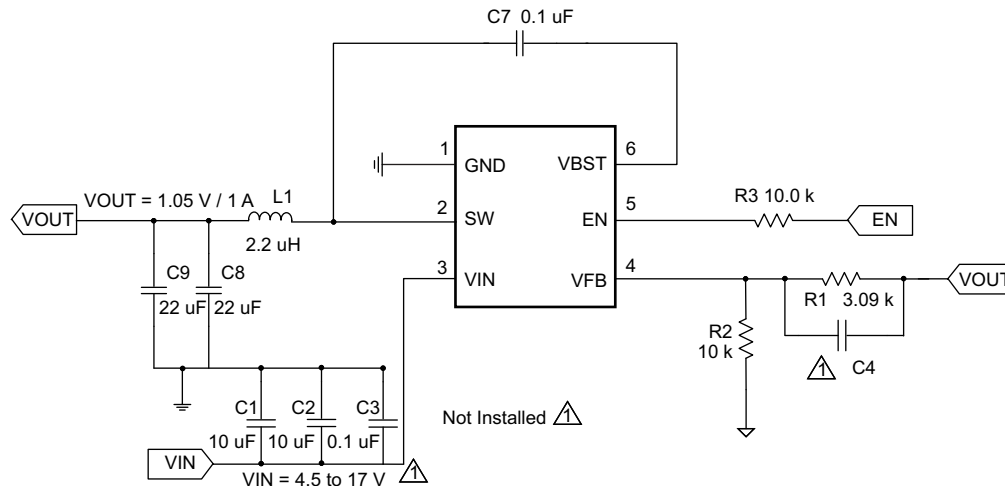 C7 0.1 uF
1
GND
VBST
6
VOUT = 1.05 V / 1 A
L1
VOUT
2.2 uH
2
SW
EN
5
R3 10.0 k
EN
3
VIN
VFB
4
C9
22 uF
C8
22 uF
R1 3.09 k
VOUT
R2
10 k
1
C4
C1
10 uF
C2
10 uF
C3
0.1 uF
Not Installed 1
VIN
VIN = 4.5 to 17 V 1